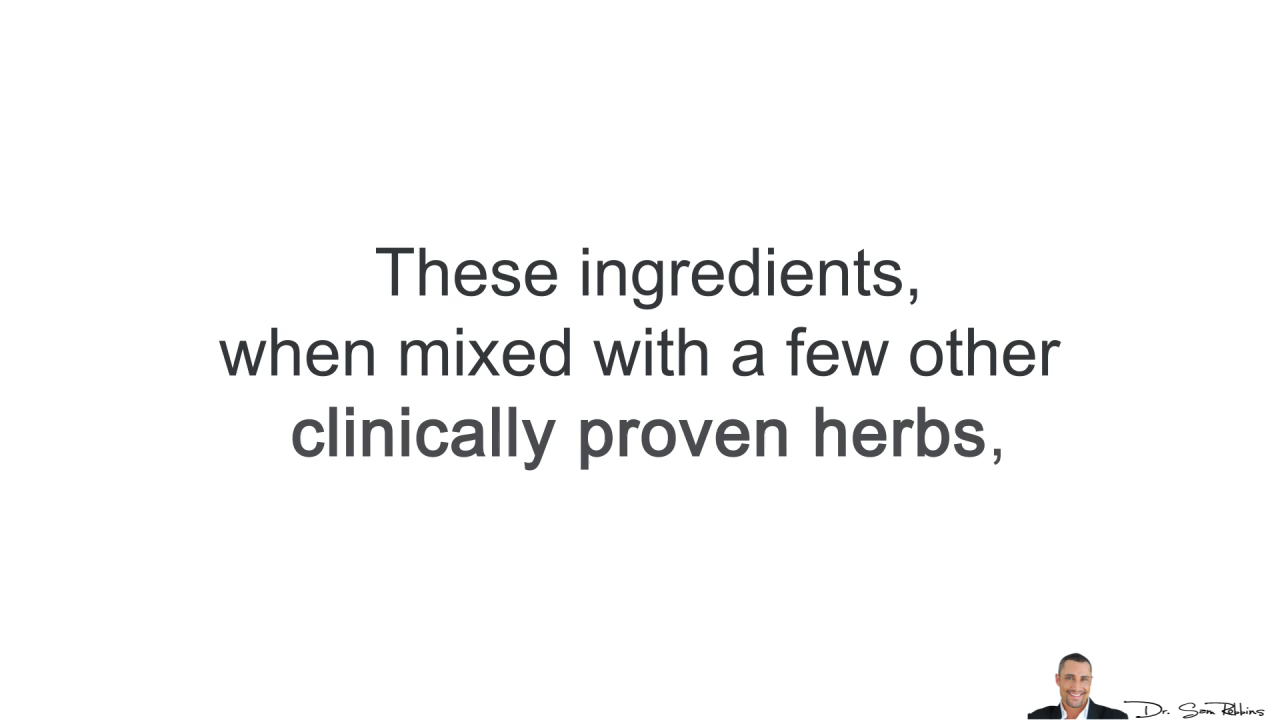 These ingredients,
when mixed with a few other
clinically proven herbs,
Dr. Sam Robbins